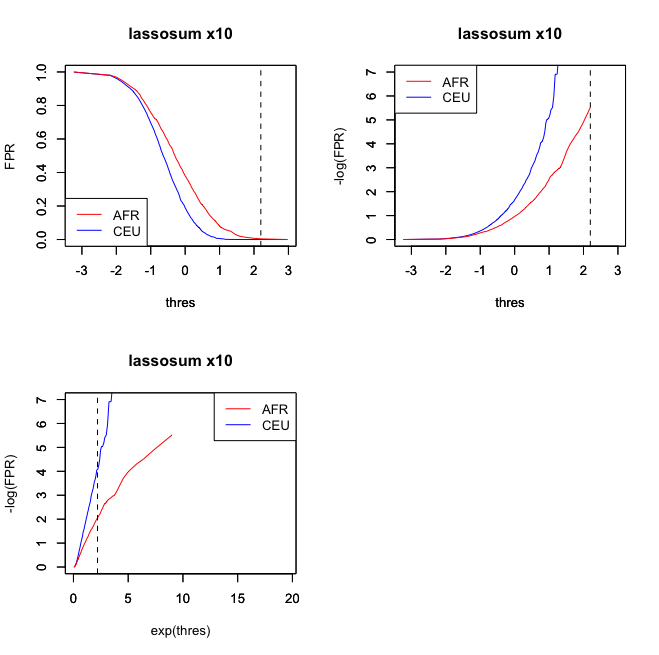 lassosum x10
FPR
1.0
0.8
0.6
0.4
0.2
0.0
AFR
CEU
-3 -2 -1 0 1 2 3
thres
lassosum x10
-log(FPR)
7
6
5
4
3
2
1
0
AFR
CEU
-3 -2 -1 0 1 2 3
thres
lassosum x10
-log(FPR)
7
6
5
4
3
2
1
0
AFR
CEU
0 5 10 15 20
exp(thres)